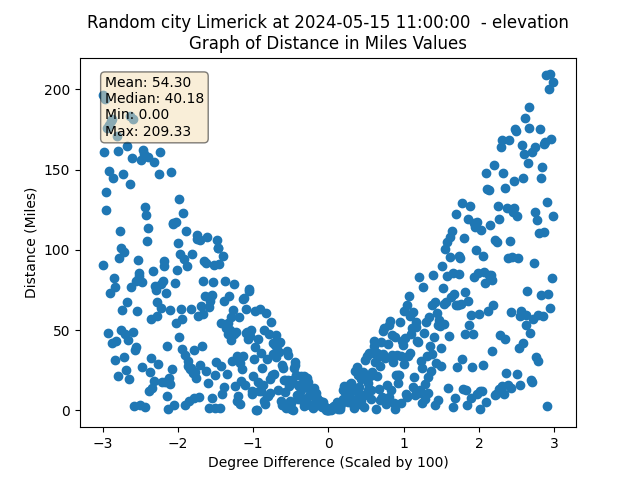 Random city Limerick at 2024-05-15 11:00:00  - elevation
Graph of Distance in Miles Values
Mean: 54.30
Median: 40.18
Min: 0.00
Max: 209.33
Distance (Miles)
200
150
100
50
0
−3 −2 −1 0 1 2 3
Degree Difference (Scaled by 100)